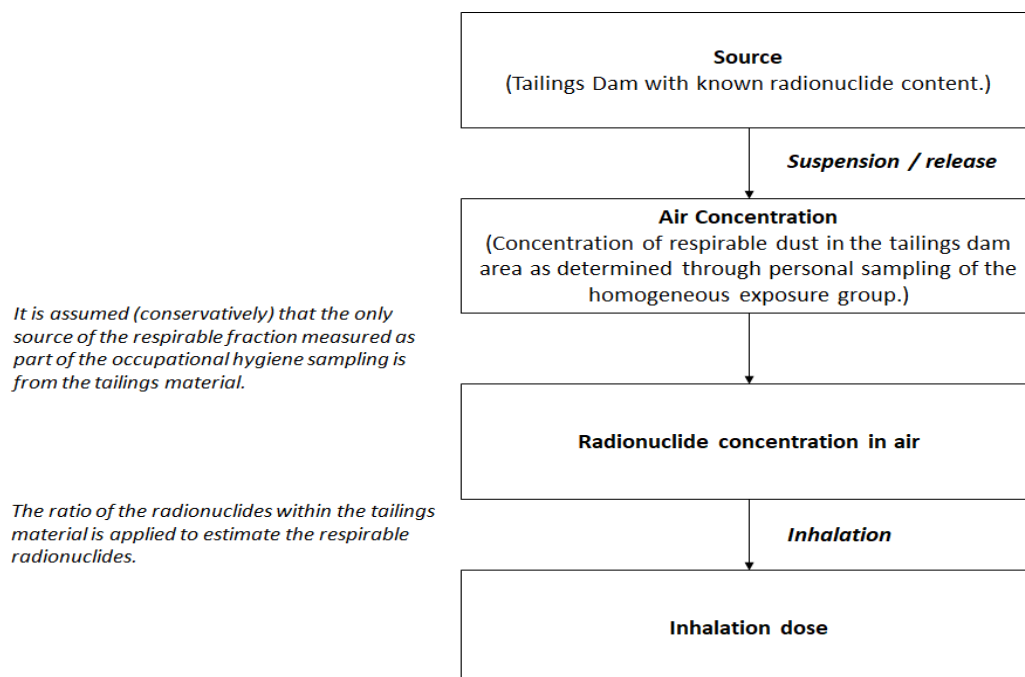 Source
(Tailings Dam with known radionuclide content.)
Suspension / release
Air Concentration
(Concentration of respirable dust in the tailings dam
area as determined through personal sampling of the
homogeneous exposure group.)
It is assumed (conservatively) that the only
source of the respirable fraction measured as
part of the occupational hygiene sampling is
from the tailings material.
Radionuclide concentration in air
The ratio of the radionuclides within the tailings
material is applied to estimate the respirable
radionuclides.
Inhalation
Inhalation dose